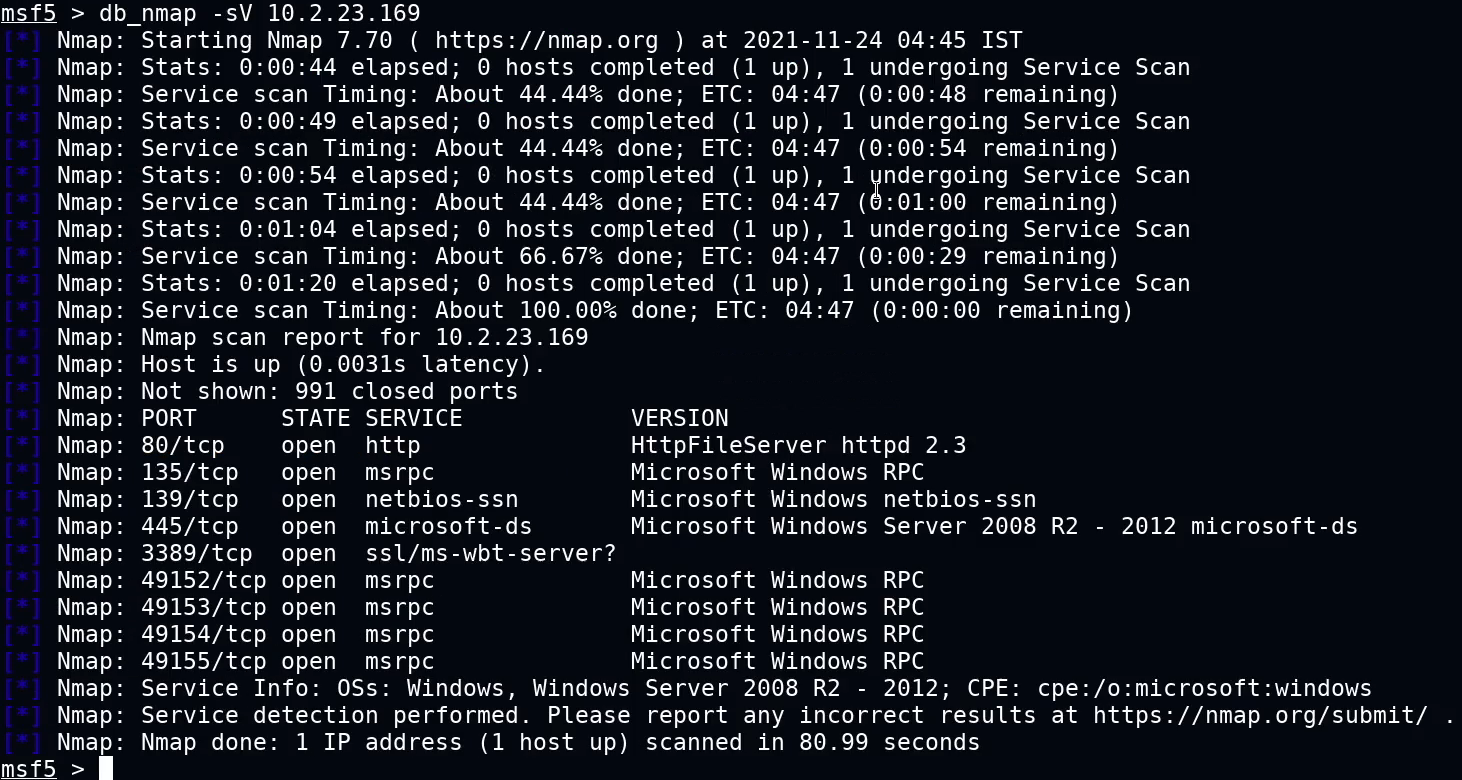 msf5 > db_nmap -sV 10.2.23.169
[*] Nmap: Starting Nmap 7.70 ( https://nmap.org ) at 2021-11-24 04:45 IST
[*] Nmap: Stats: 0:00:44 elapsed; 0 hosts completed (1 up), 1 undergoing Service Scan
[*] Nmap: Service scan Timing: About 44.44% done; ETC: 04:47 (0:00:48 remaining)
[*] Nmap: Stats: 0:00:49 elapsed; 0 hosts completed (1 up), 1 undergoing Service Scan
[*] Nmap: Service scan Timing: About 44.44% done; ETC: 04:47 (0:00:54 remaining)
[*] Nmap: Stats: 0:00:54 elapsed; 0 hosts completed (1 up), 1 undergoing Service Scan
[*] Nmap: Service scan Timing: About 44.44% done; ETC: 04:47 (0:01:00 remaining)
[*] Nmap: Stats: 0:01:04 elapsed; 0 hosts completed (1 up), 1 undergoing Service Scan
[*] Nmap: Service scan Timing: About 66.67% done; ETC: 04:47 (0:00:29 remaining)
[*] Nmap: Stats: 0:01:20 elapsed; 0 hosts completed (1 up), 1 undergoing Service Scan
[*] Nmap: Service scan Timing: About 100.00% done; ETC: 04:47 (0:00:00 remaining)
[*] Nmap: Nmap scan report for 10.2.23.169
[*] Nmap: Host is up (0.0031s latency).
[*] Nmap: Not shown: 991 closed ports
[*] Nmap: PORT      STATE SERVICE            VERSION
[*] Nmap: 80/tcp    open  http               HttpFileServer httpd 2.3
[*] Nmap: 135/tcp   open  msrpc              Microsoft Windows RPC
[*] Nmap: 139/tcp   open  netbios-ssn        Microsoft Windows netbios-ssn
[*] Nmap: 445/tcp   open  microsoft-ds       Microsoft Windows Server 2008 R2 - 2012 microsoft-ds
[*] Nmap: 3389/tcp  open  ssl/ms-wbt-server?
[*] Nmap: 49152/tcp open  msrpc              Microsoft Windows RPC
[*] Nmap: 49153/tcp open  msrpc              Microsoft Windows RPC
[*] Nmap: 49154/tcp open  msrpc              Microsoft Windows RPC
[*] Nmap: 49155/tcp open  msrpc              Microsoft Windows RPC
[*] Nmap: Service Info: OSs: Windows, Windows Server 2008 R2 - 2012; CPE: cpe:/o:microsoft:windows
[*] Nmap: Service detection performed. Please report any incorrect results at https://nmap.org/submit/ .
[*] Nmap: Nmap done: 1 IP address (1 host up) scanned in 80.99 seconds
msf5 >